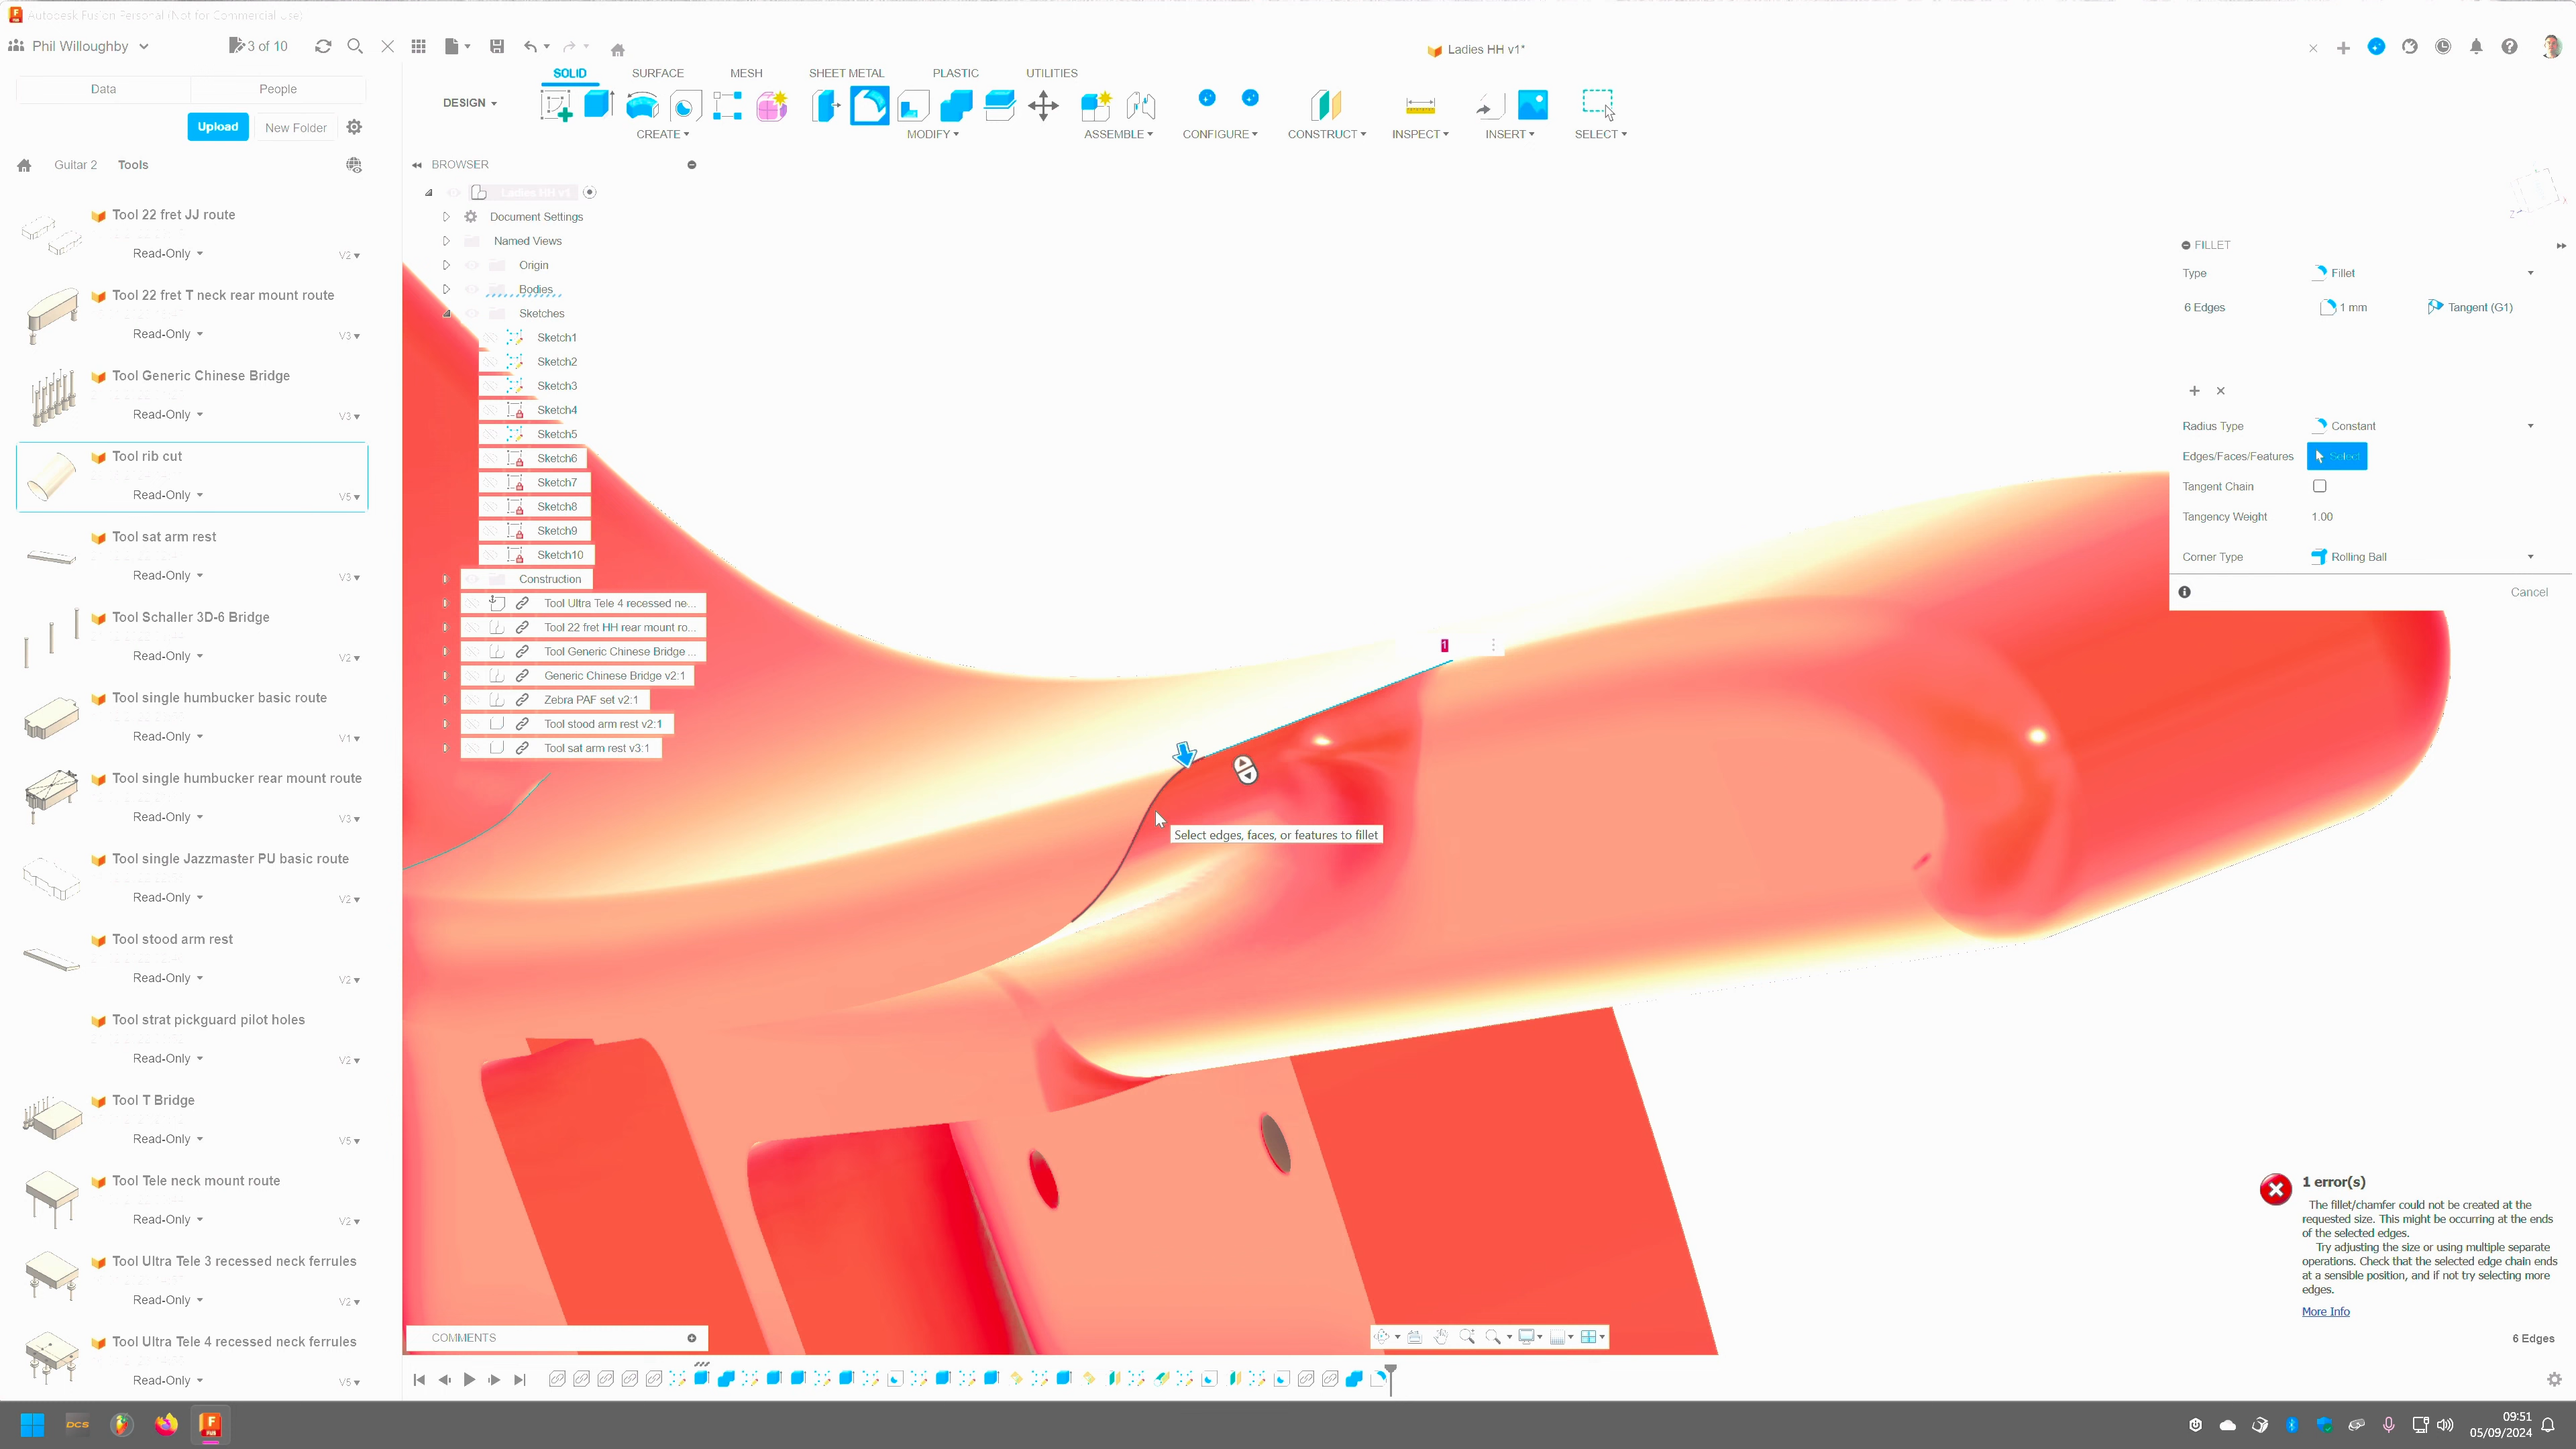 Autodesk Fusion Personal (Not for Commercial Use)
Phil Willoughby
3 of 10
Ladies HH v1*
Data
People
Upload
New Folder
Guitar 2
Tools
Tool 22 fret JJ route
Read-Only
V2
Tool 22 fret T neck rear mount route
Read-Only
V3
Tool Generic Chinese Bridge
Read-Only
V3
Tool rib cut
Read-Only
V5
Tool sat arm rest
Read-Only
V3
Tool Schaller 3D-6 Bridge
Read-Only
V2
Tool single humbucker basic route
Read-Only
V1
Tool single humbucker rear mount route
Read-Only
V3
Tool single Jazzmaster PU basic route
Read-Only
V2
Tool stood arm rest
Read-Only
V2
Tool strat pickguard pilot holes
Read-Only
V2
Tool T Bridge
Read-Only
V5
Tool Tele neck mount route
Read-Only
V2
Tool Ultra Tele 3 recessed neck ferrules
Read-Only
V2
Tool Ultra Tele 4 recessed neck ferrules
Read-Only
V5
SOLID
SURFACE
MESH
SHEET METAL
PLASTIC
UTILITIES
DESIGN
CREATE
MODIFY
ASSEMBLE
CONFIGURE
CONSTRUCT
INSPECT
INSERT
SELECT
BROWSER
Ladies HH v1
Document Settings
Named Views
Origin
Bodies
Sketches
Sketch1
Sketch2
Sketch3
Sketch4
Sketch5
Sketch6
Sketch7
Sketch8
Sketch9
Sketch10
Construction
Tool Ultra Tele 4 recessed ne...
Tool 22 fret HH rear mount ro...
Tool Generic Chinese Bridge ...
Generic Chinese Bridge v2:1
Zebra PAF set v2:1
Tool stood arm rest v2:1
Tool sat arm rest v3:1
1
Select edges, faces, or features to fillet
Z
X
FILLET
Type
Fillet
6 Edges
1 mm
Tangent (G1)
Radius Type
Constant
Edges/Faces/Features
Select
Tangent Chain
Tangency Weight
1.00
Corner Type
Rolling Ball
Cancel
1 error(s)
The fillet/chamfer could not be created at the
requested size. This might be occurring at the ends
of the selected edges.
Try adjusting the size or using multiple separate
operations. Check that the selected edge chain ends
at a sensible position, and if not try selecting more
edges.
More Info
6 Edges
COMMENTS
DCS
F
FUS
09:51
05/09/2024